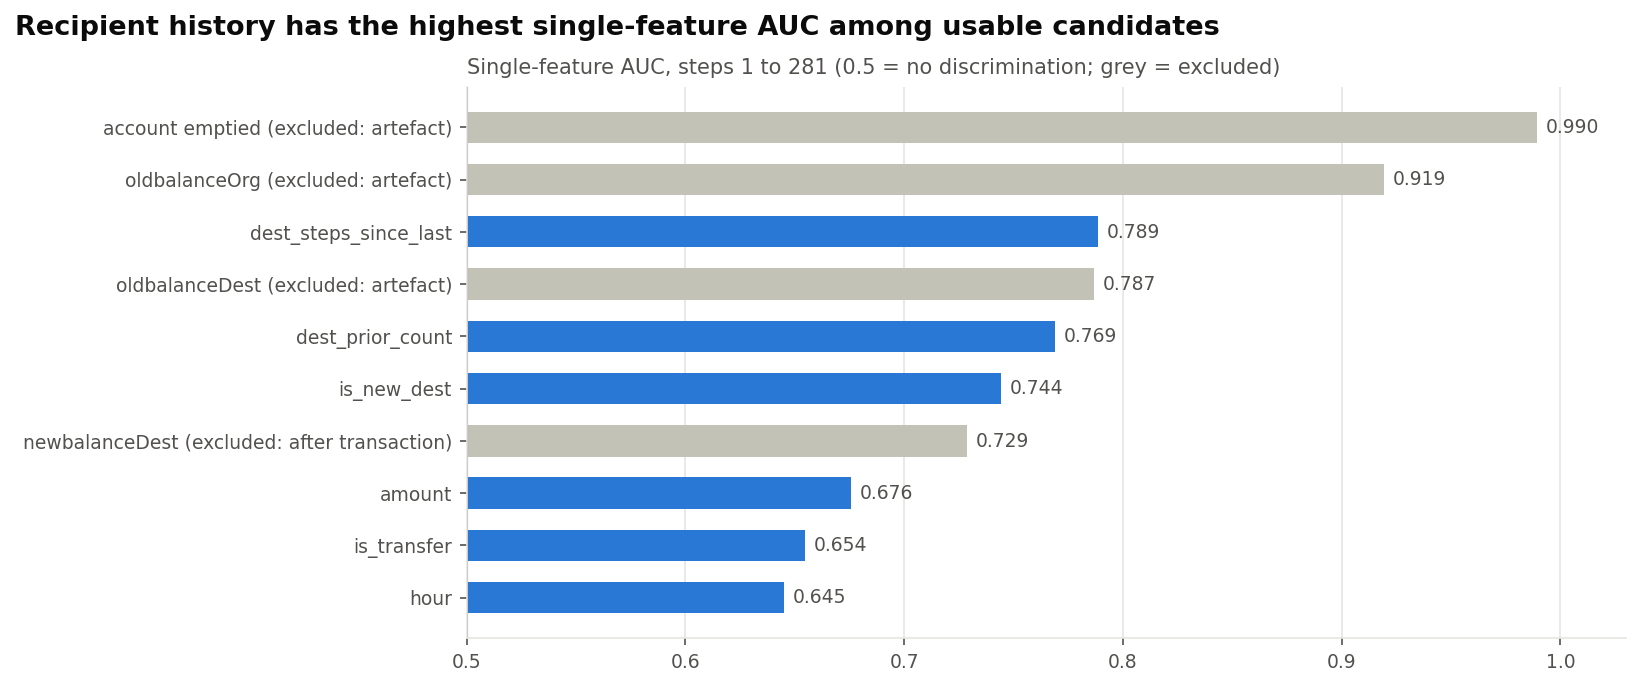 Recipient history has the highest single-feature AUC among usable candidates
Single-feature AUC, steps 1 to 281 (0.5 = no discrimination; grey = excluded)
account emptied (excluded: artefact) 0.990
oldbalanceOrg (excluded: artefact) 0.919
dest_steps_since_last 0.789
oldbalanceDest (excluded: artefact) 0.787
dest_prior_count 0.769
is_new_dest 0.744
newbalanceDest (excluded: after transaction) 0.729
amount 0.676
is_transfer 0.654
hour 0.645
0.5 0.6 0.7 0.8 0.9 1.0